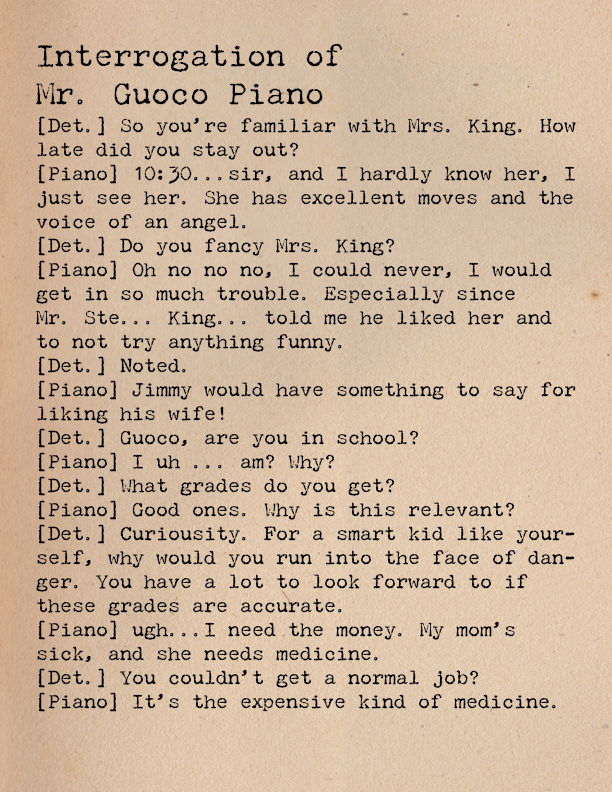 Interrogation of
Mr. Guoco Piano
[Det.] So you're familiar with Mrs. King. How
late did you stay out?
[Piano] 10:30...sir, and I hardly know her, I
just see her. She has excellent moves and the
voice of an angel.
[Det.] Do you fancy Mrs. King?
[Piano] Oh no no no, I could never, I would
get in so much trouble. Especially since
Mr. Ste... King... told me he liked her and
to not try anything funny.
[Det.] Noted.
[Piano] Jimmy would have something to say for
liking his wife!
[Det.] Guoco, are you in school?
[Piano] I uh ... am? Why?
[Det.] What grades do you get?
[Piano] Good ones. Why is this relevant?
[Det.] Curiousity. For a smart kid like your-
self, why would you run into the face of dan-
ger. You have a lot to look forward to if
these grades are accurate.
[Piano] ugh...I need the money. My mom's
sick, and she needs medicine.
[Det.] You couldn't get a normal job?
[Piano] It's the expensive kind of medicine.